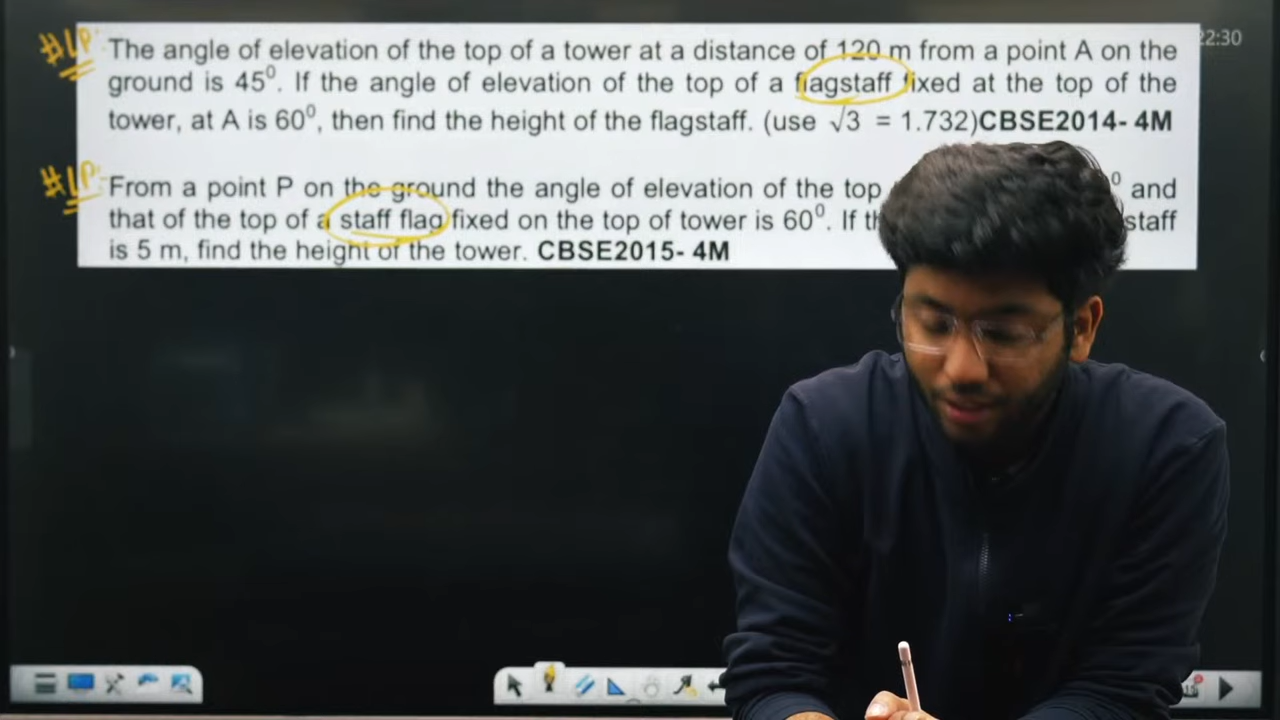 #LP The angle of elevation of the top of a tower at a distance of 120 m from a point A on the
ground is 45⁰. If the angle of elevation of the top of a flagstaff fixed at the top of the
tower, at A is 60⁰, then find the height of the flagstaff. (use √3 = 1.732)CBSE2014- 4M
#LP From a point P on the ground the angle of elevation of the top ⁰ and
that of the top of a staff flag fixed on the top of tower is 60⁰. If staff
is 5 m, find the height of the tower. CBSE2015- 4M
22:30